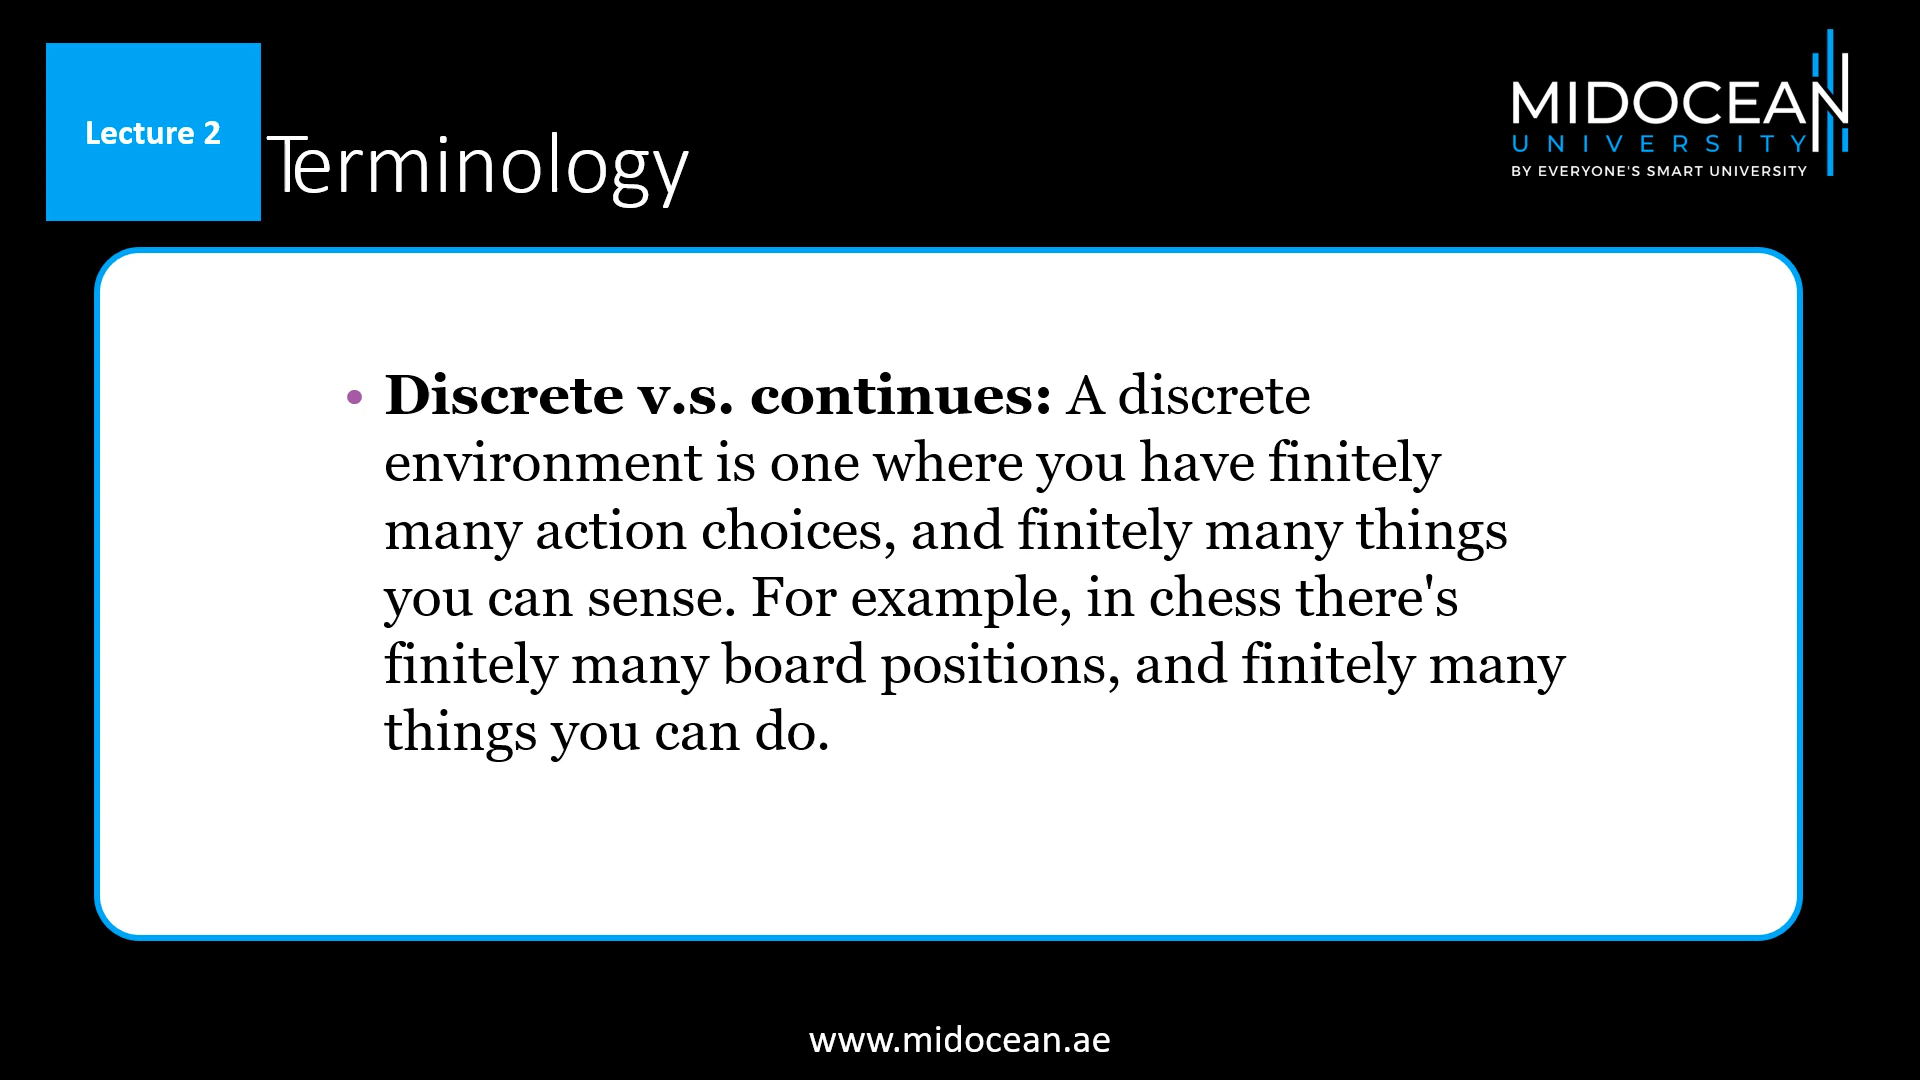 Lecture 2
Terminology
MIDOCEAN
UNIVERSITY
BY EVERYONE'S SMART UNIVERSITY
• Discrete v.s. continues: A discrete
environment is one where you have finitely
many action choices, and finitely many things
you can sense. For example, in chess there's
finitely many board positions, and finitely many
things you can do.
www.midocean.ae